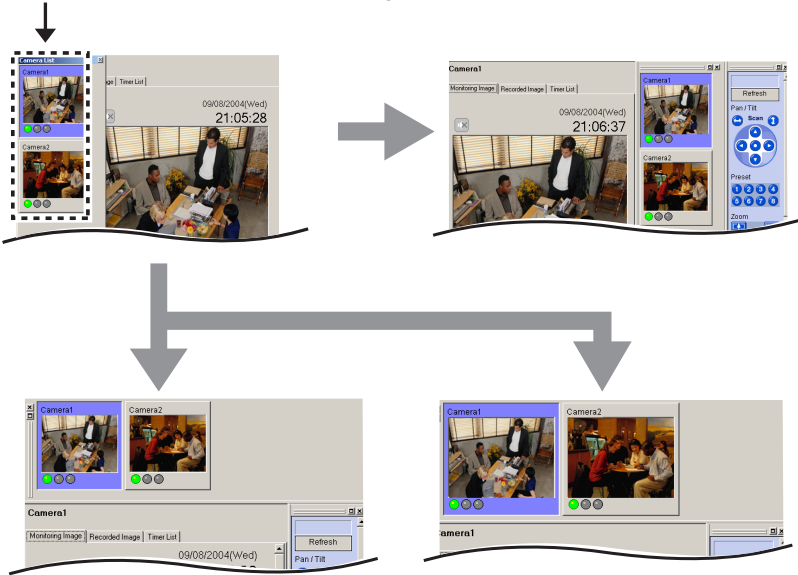 Camera List
Camera1
Camera2
Timer List
09/08/2004(Wed)
21:05:28
Camera1
Monitoring Image Recorded Image Timer List
09/08/2004(Wed)
21:06:37
Camera1
Camera2
Refresh
Pan / Tilt
Scan
Preset
1 2 3 4
5 6 7 8
Zoom
Camera1
Camera2
Camera1
Monitoring Image Recorded Image Timer List
09/08/2004(Wed)
Refresh
Pan / Tilt
Camera1
Camera2
amera1